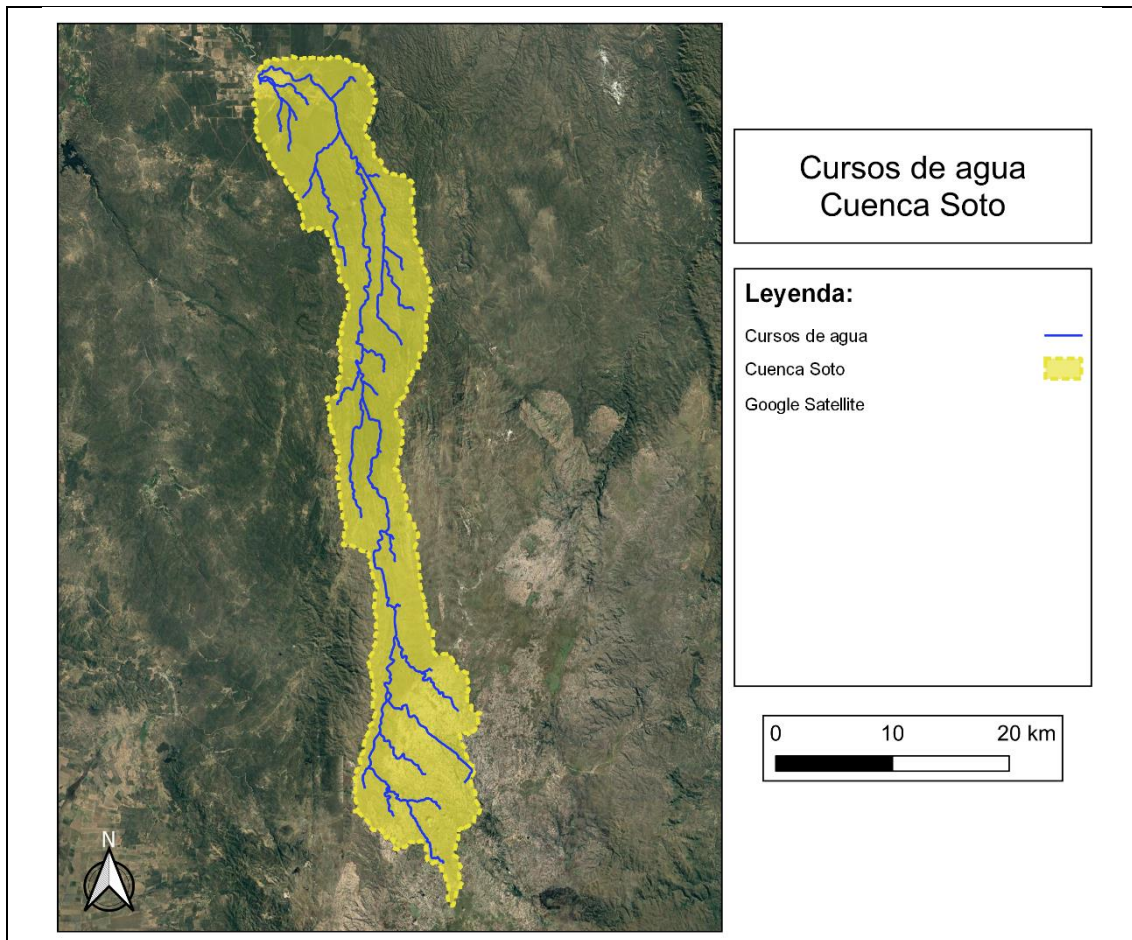 Cursos de agua
Cuenca Soto
Leyenda:
Cursos de agua
Cuenca Soto
Google Satellite
0 10 20 km
N